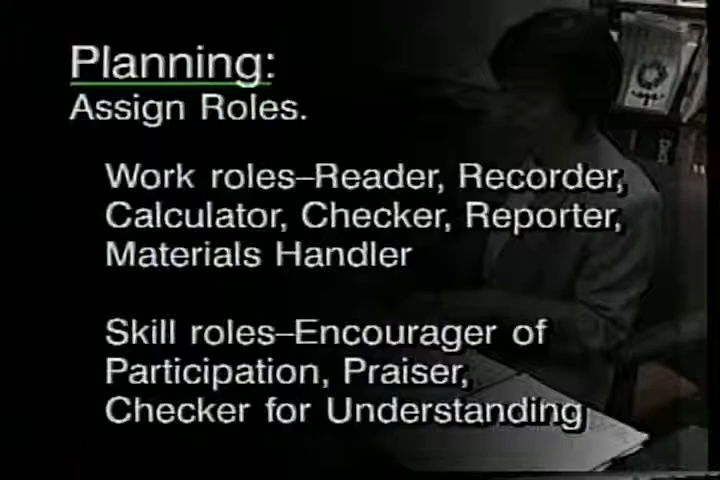 Planning:
Assign Roles.
Work roles–Reader, Recorder,
Calculator, Checker, Reporter,
Materials Handler
Skill roles–Encourager of
Participation, Praiser,
Checker for Understanding